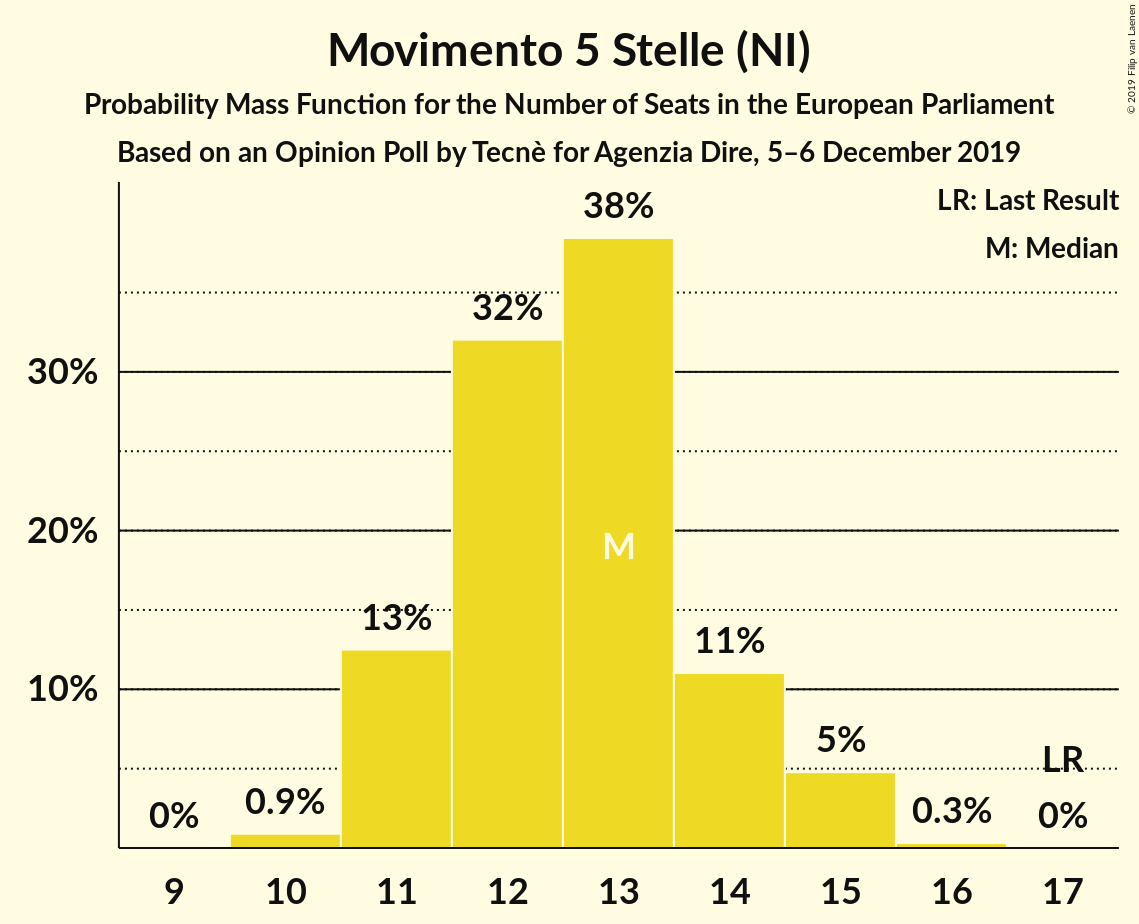 Movimento 5 Stelle (NI)
Probability Mass Function for the Number of Seats in the European Parliament
Based on an Opinion Poll by Tecnè for Agenzia Dire, 5–6 December 2019
© 2019 Filip van Laenen
LR: Last Result
M: Median
38%
32%
30%
M
20%
13%
11%
10%
5%
LR
0%
0.9%
0.3%
0%
9 10 11 12 13 14 15 16 17